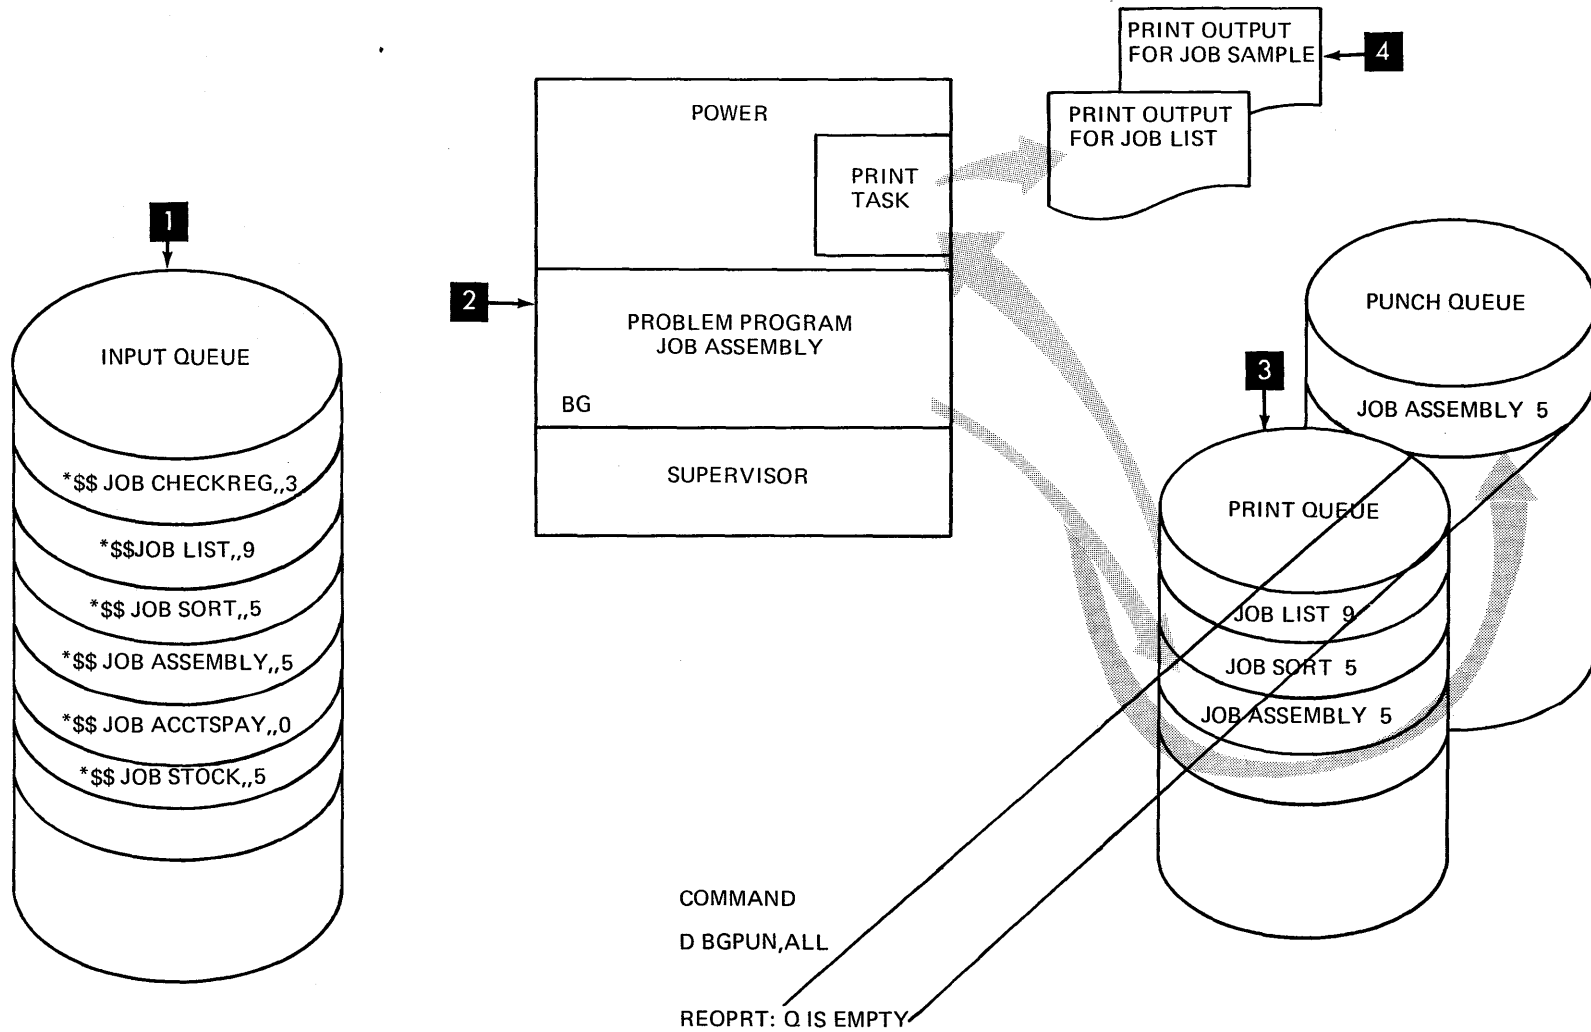 PRINT OUTPUT
FOR JOB SAMPLE
4
PRINT OUTPUT
FOR JOB LIST
POWER
PRINT
TASK
1
2
PROBLEM PROGRAM
JOB ASSEMBLY
BG
SUPERVISOR
INPUT QUEUE
*$$ JOB CHECKREG,,3
*$$JOB LIST,,9
*$$ JOB SORT,,5
*$$ JOB ASSEMBLY,,5
*$$ JOB ACCTSPAY,,0
*$$ JOB STOCK,,5
PUNCH QUEUE
JOB ASSEMBLY 5
3
PRINT QUEUE
JOB LIST 9
JOB SORT 5
JOB ASSEMBLY 5
COMMAND
D BGPUN,ALL
REOPRT: Q IS EMPTY